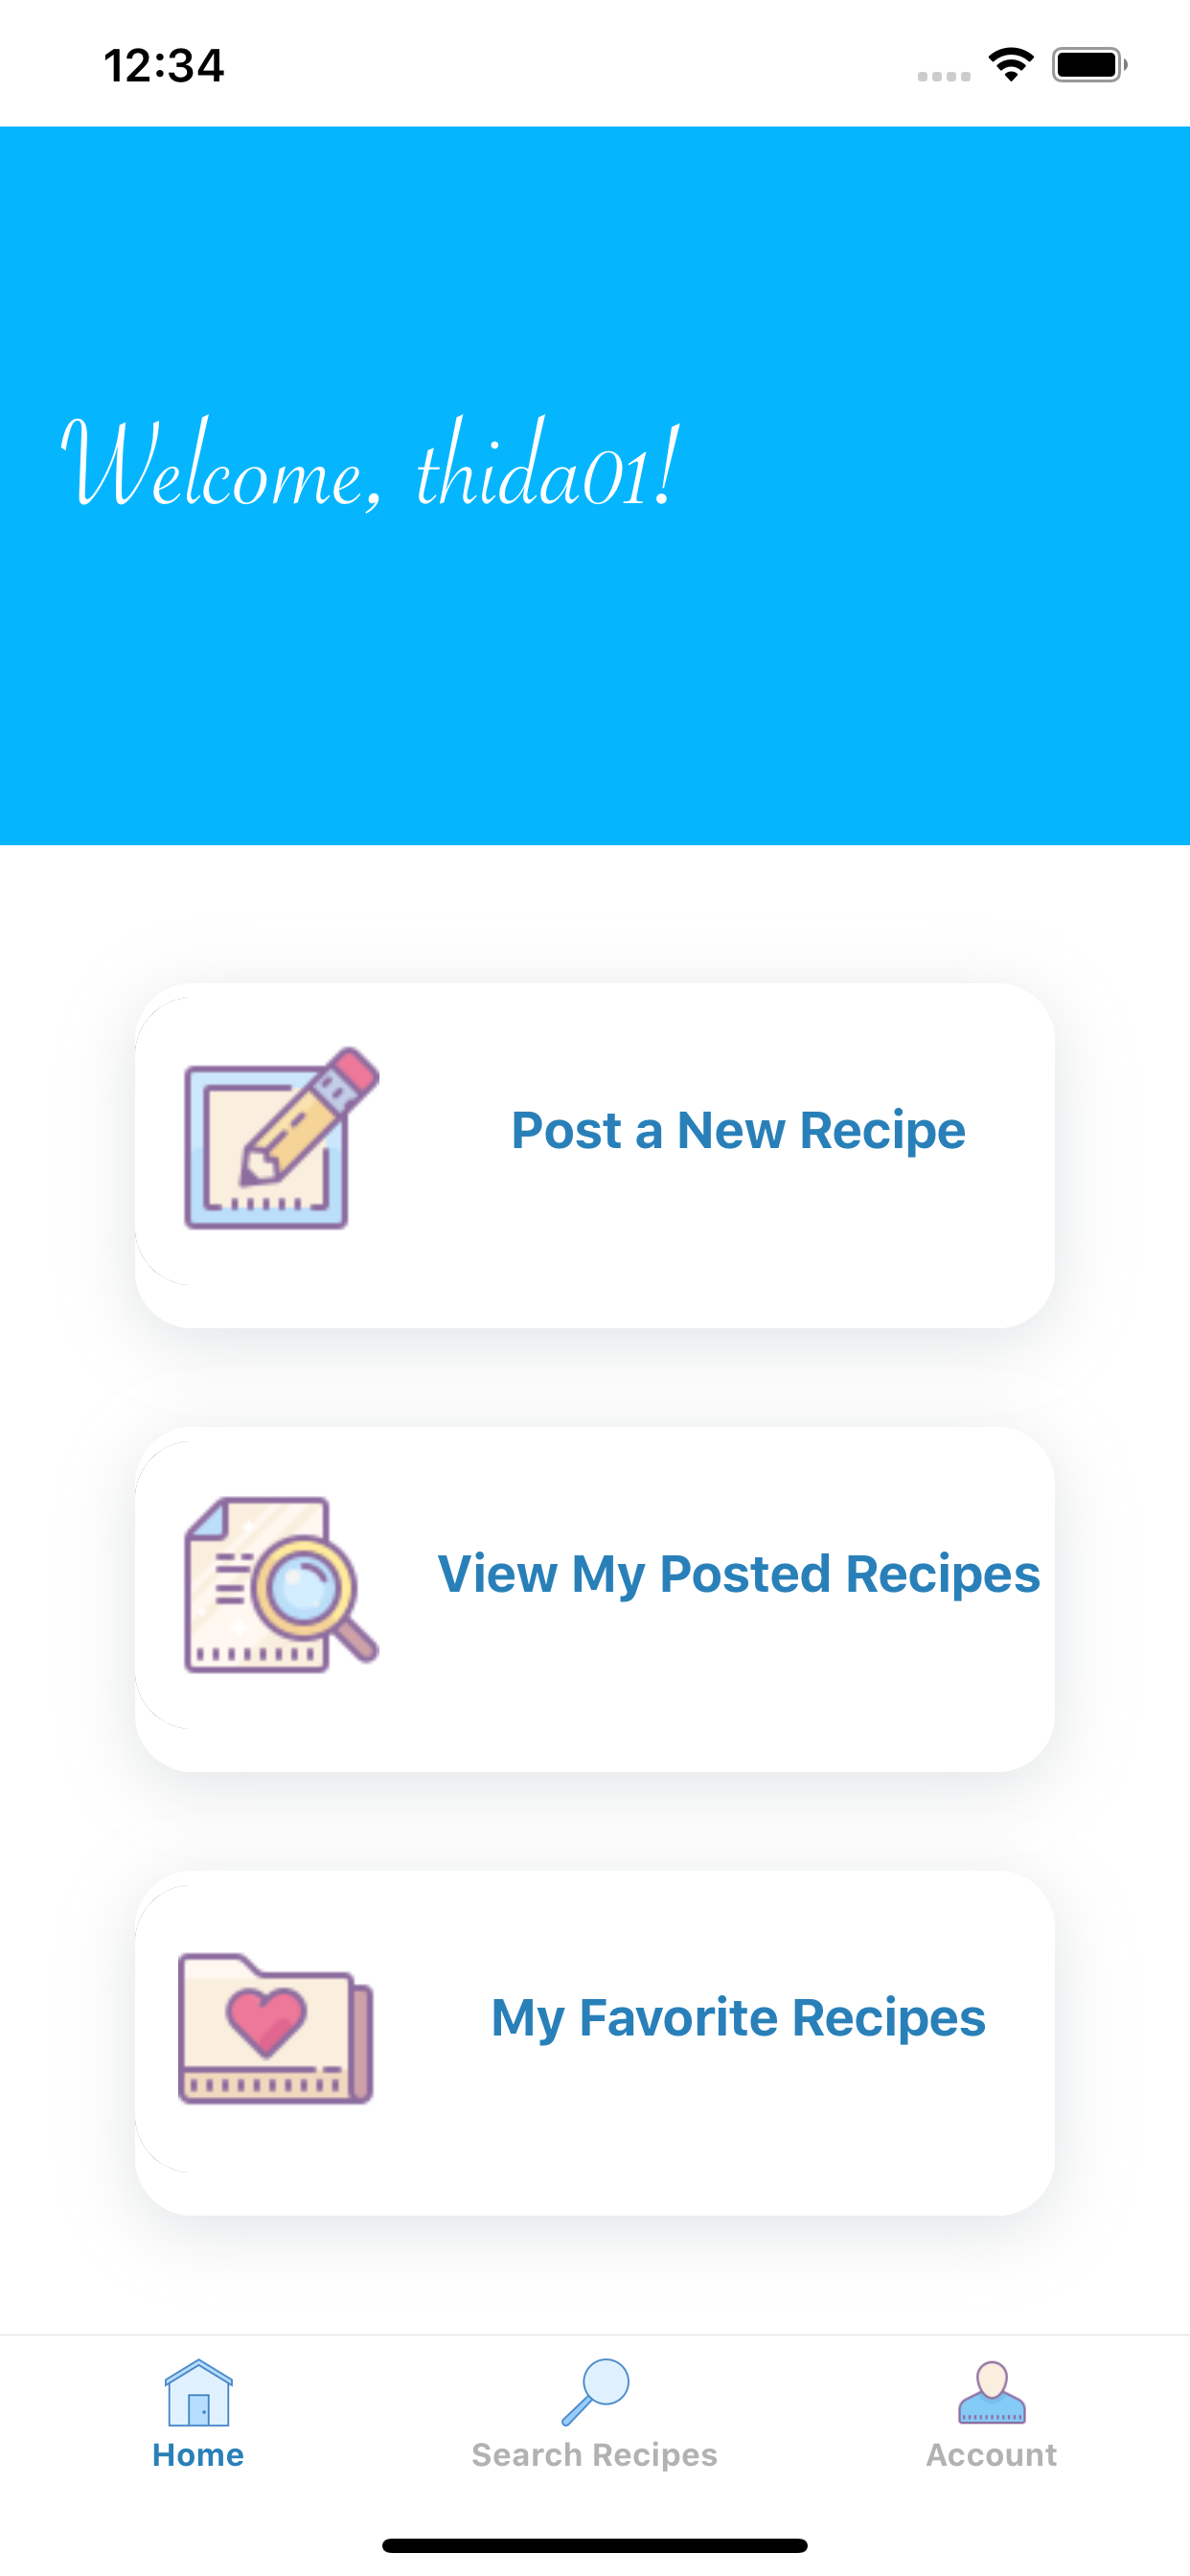 12:34
Welcome, thida01!
Post a New Recipe
View My Posted Recipes
My Favorite Recipes
Home
Search Recipes
Account